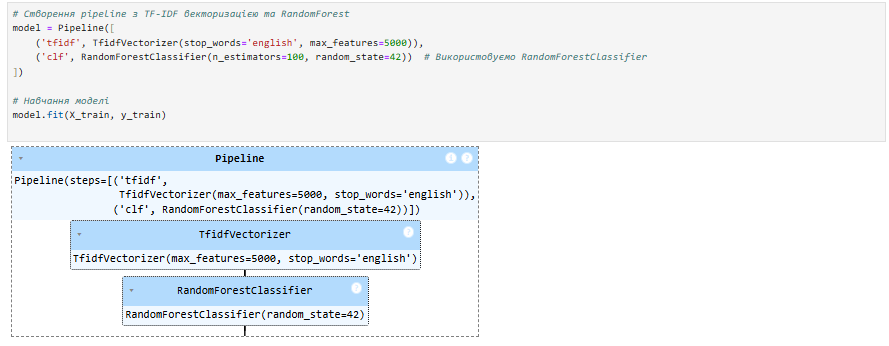 # Створення pipeline з TF-IDF векторизацією та RandomForest
model = Pipeline([
    ('tfidf', TfidfVectorizer(stop_words='english', max_features=5000)),
    ('clf', RandomForestClassifier(n_estimators=100, random_state=42))  # Використовуємо RandomForestClassifier
])
# Навчання моделі
model.fit(X_train, y_train)
Pipeline i ?
Pipeline(steps=[('tfidf',
                 TfidfVectorizer(max_features=5000, stop_words='english')),
                ('clf', RandomForestClassifier(random_state=42))])
TfidfVectorizer ?
TfidfVectorizer(max_features=5000, stop_words='english')
RandomForestClassifier ?
RandomForestClassifier(random_state=42)